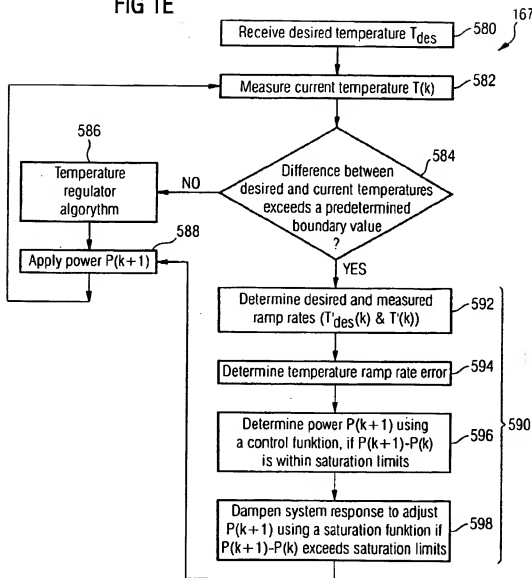 FIG 1E
167
Receive desired temperature T_des
580
Measure current temperature T(k)
582
584
Difference between
desired and current temperatures
exceeds a predetermined
boundary value
?
NO
YES
586
Temperature
regulator
algorythm
588
Apply power P(k+1)
Determine desired and measured
ramp rates (T'des(k) & T'(k))
592
Determine temperature ramp rate error
594
Determine power P(k+1) using
a control funktion, if P(k+1)-P(k)
is within saturation limits
596
590
Dampen system response to adjust
P(k+1) using a saturation funktion if
P(k+1)-P(k) exceeds saturation limits
598